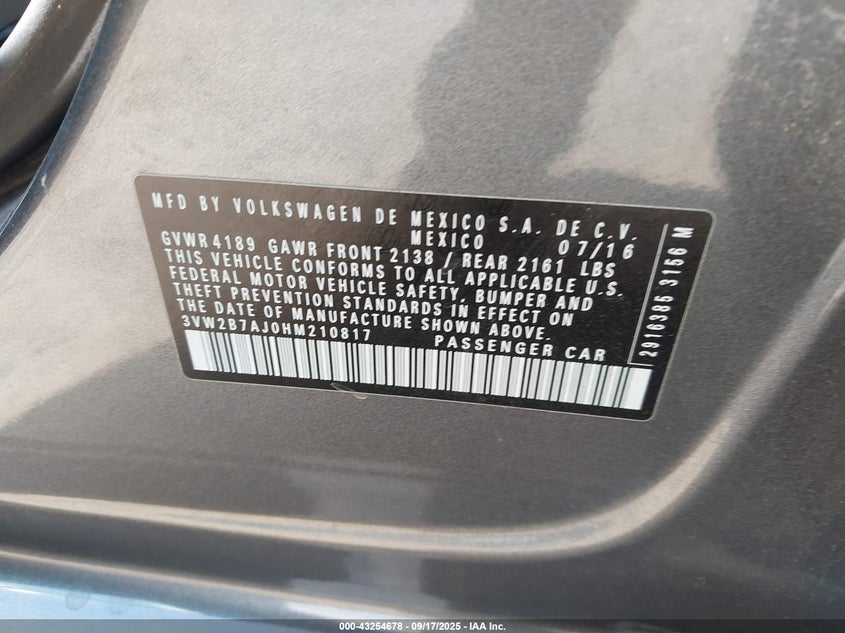 MFD BY VOLKSWAGEN DE MEXICO S.A. DE C.V.
MEXICO 07/16
GVWR 4189 GAWR FRONT 2138 / REAR 2161 LBS
THIS VEHICLE CONFORMS TO ALL APPLICABLE U.S.
FEDERAL MOTOR VEHICLE SAFETY, BUMPER AND
THEFT PREVENTION STANDARDS IN EFFECT ON
THE DATE OF MANUFACTURE SHOWN ABOVE.
3VW2B7AJ0HM210817 PASSENGER CAR
2916985 3166 M
000-43254678 - 09/17/2025 - IAA Inc.